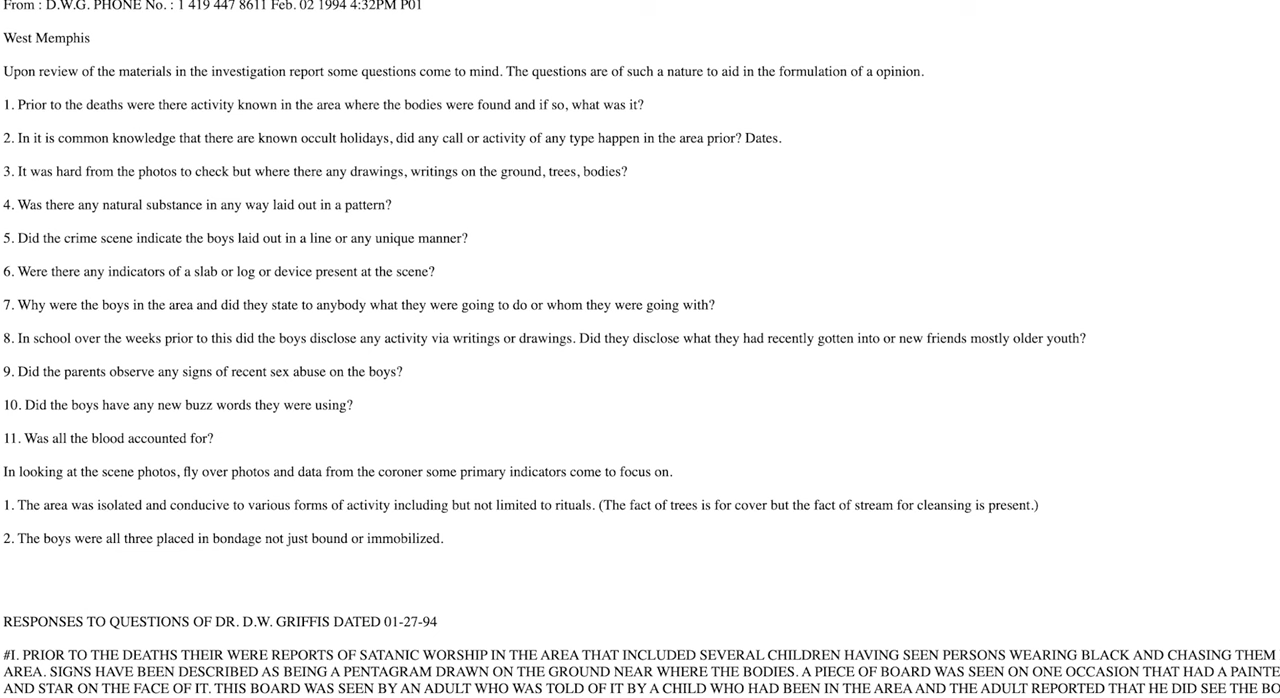 From : D.W.G. PHONE No. : 1 419 447 8611 Feb. 02 1994 4:32PM P01
West Memphis
Upon review of the materials in the investigation report some questions come to mind. The questions are of such a nature to aid in the formulation of a opinion.
1. Prior to the deaths were there activity known in the area where the bodies were found and if so, what was it?
2. In it is common knowledge that there are known occult holidays, did any call or activity of any type happen in the area prior? Dates.
3. It was hard from the photos to check but where there any drawings, writings on the ground, trees, bodies?
4. Was there any natural substance in any way laid out in a pattern?
5. Did the crime scene indicate the boys laid out in a line or any unique manner?
6. Were there any indicators of a slab or log or device present at the scene?
7. Why were the boys in the area and did they state to anybody what they were going to do or whom they were going with?
8. In school over the weeks prior to this did the boys disclose any activity via writings or drawings. Did they disclose what they had recently gotten into or new friends mostly older youth?
9. Did the parents observe any signs of recent sex abuse on the boys?
10. Did the boys have any new buzz words they were using?
11. Was all the blood accounted for?
In looking at the scene photos, fly over photos and data from the coroner some primary indicators come to focus on.
1. The area was isolated and conducive to various forms of activity including but not limited to rituals. (The fact of trees is for cover but the fact of stream for cleansing is present.)
2. The boys were all three placed in bondage not just bound or immobilized.
RESPONSES TO QUESTIONS OF DR. D.W. GRIFFIS DATED 01-27-94
#I. PRIOR TO THE DEATHS THEIR WERE REPORTS OF SATANIC WORSHIP IN THE AREA THAT INCLUDED SEVERAL CHILDREN HAVING SEEN PERSONS WEARING BLACK AND CHASING THEM
AREA. SIGNS HAVE BEEN DESCRIBED AS BEING A PENTAGRAM DRAWN ON THE GROUND NEAR WHERE THE BODIES. A PIECE OF BOARD WAS SEEN ON ONE OCCASION THAT HAD A PAINTE
AND STAR ON THE FACE OF IT. THIS BOARD WAS SEEN BY AN ADULT WHO WAS TOLD OF IT BY A CHILD WHO HAD BEEN IN THE AREA AND THE ADULT REPORTED THAT HE DID SEE THE BO